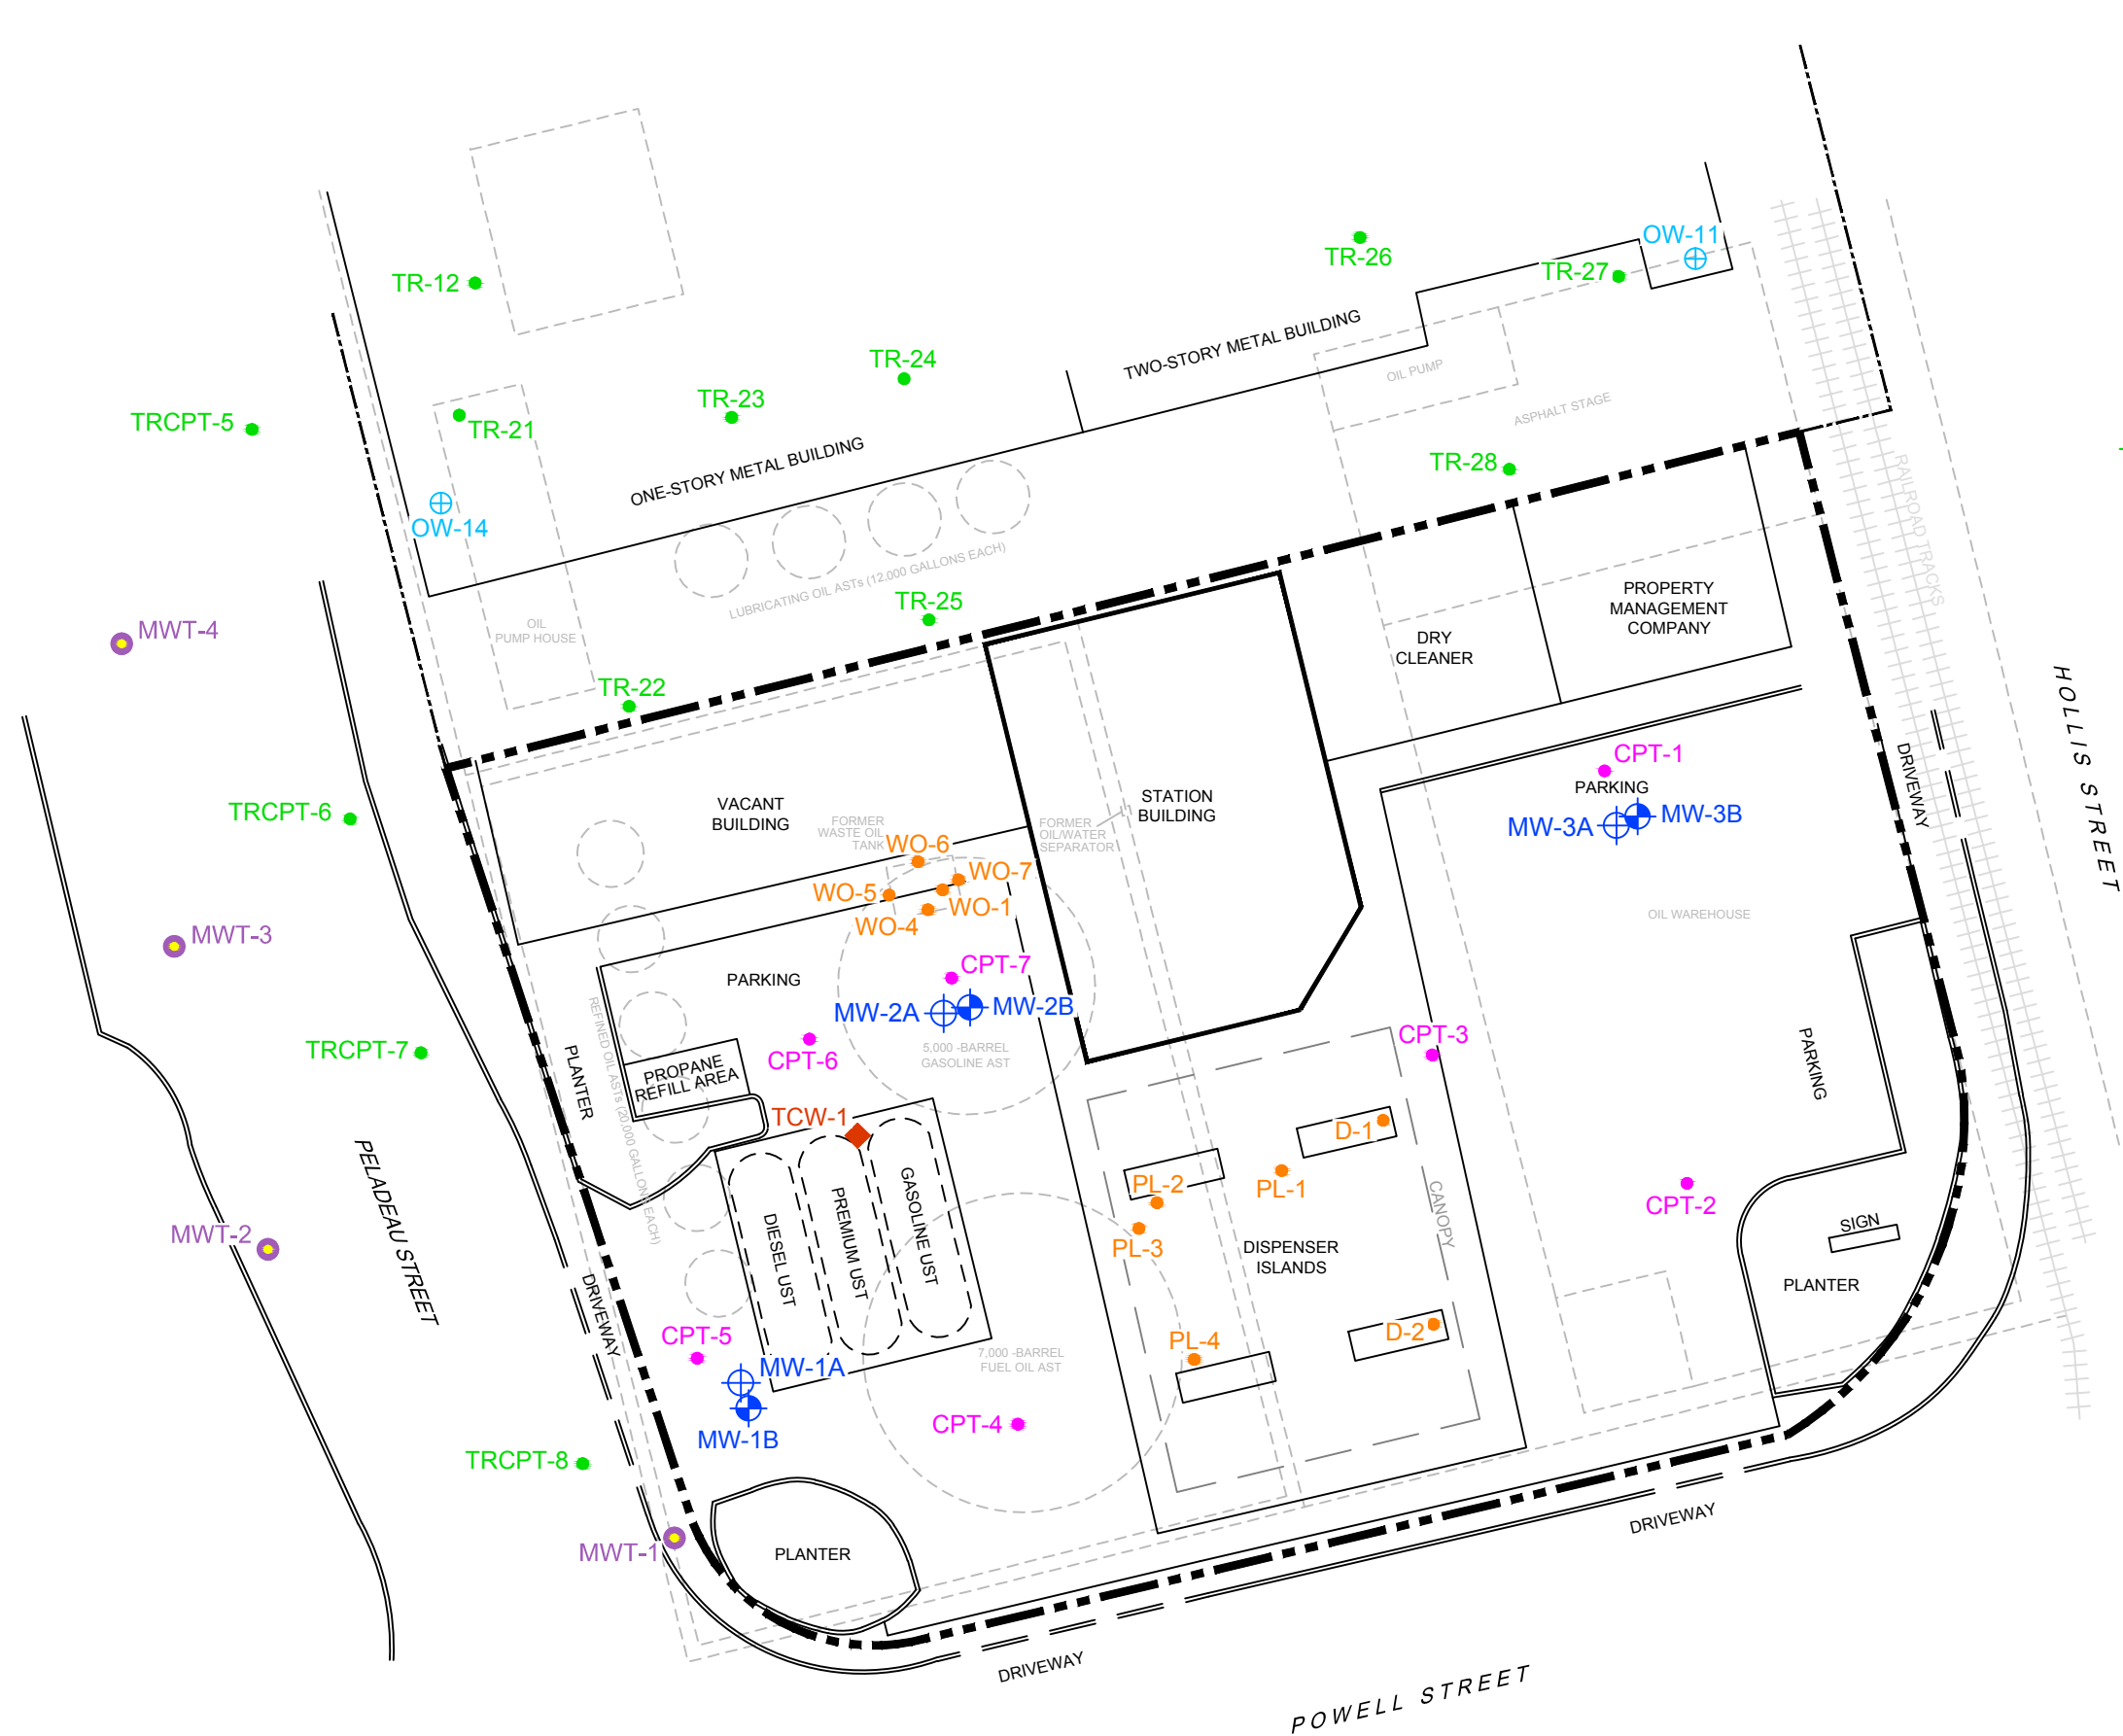 OW-11
TR-26
TR-27
TR-12
TWO-STORY METAL BUILDING
TR-24
OIL PUMP
TR-23
ASPHALT STAGE
TRCPT-5
TR-21
ONE-STORY METAL BUILDING
TR-28
RAILROAD TRACKS
OW-14
LUBRICATING OIL ASTs (12,000 GALLONS EACH)
TR-25
PROPERTY
MANAGEMENT
COMPANY
OIL
PUMP HOUSE
MWT-4
DRY
CLEANER
TR-22
HOLLIS STREET
CPT-1
PARKING
DRIVEWAY
TRCPT-6
VACANT
BUILDING
STATION
BUILDING
MW-3A
MW-3B
FORMER
WASTE OIL
TANK
FORMER
OIL/WATER
SEPARATOR
WO-6
WO-7
WO-5
WO-1
WO-4
OIL WAREHOUSE
MWT-3
PARKING
CPT-7
MW-2A
MW-2B
REFINED OIL ASTs (20,000 GALLONS EACH)
TRCPT-7
CPT-6
5,000 -BARREL
GASOLINE AST
CPT-3
PARKING
PLANTER
PROPANE
REFILL AREA
TCW-1
D-1
PL-2
PL-1
CPT-2
PELADEAU STREET
MWT-2
DIESEL UST
PREMIUM UST
GASOLINE UST
PL-3
CANOPY
SIGN
DISPENSER
ISLANDS
PLANTER
DRIVEWAY
CPT-5
D-2
PL-4
7,000 -BARREL
FUEL OIL AST
MW-1A
CPT-4
MW-1B
TRCPT-8
MWT-1
PLANTER
DRIVEWAY
DRIVEWAY
POWELL STREET